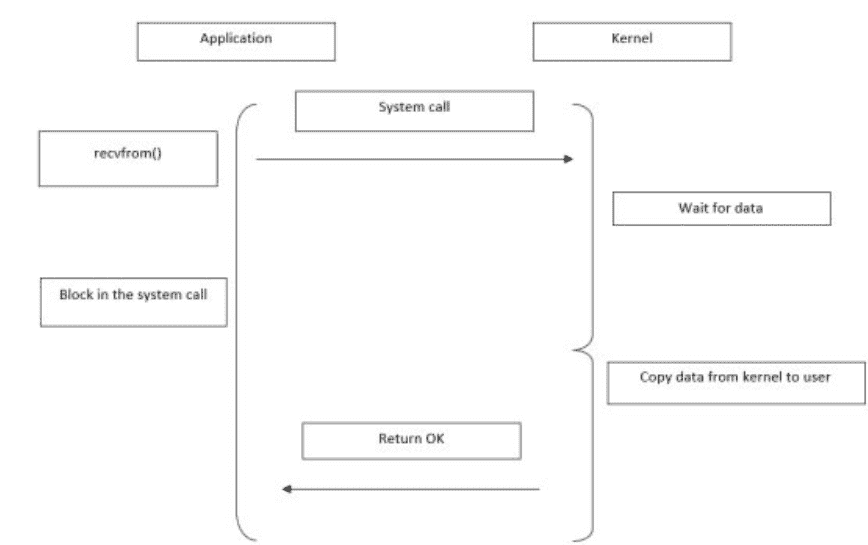 Application
Kernel
System call
recvfrom()
Wait for data
Block in the system call
Copy data from kernel to user
Return OK